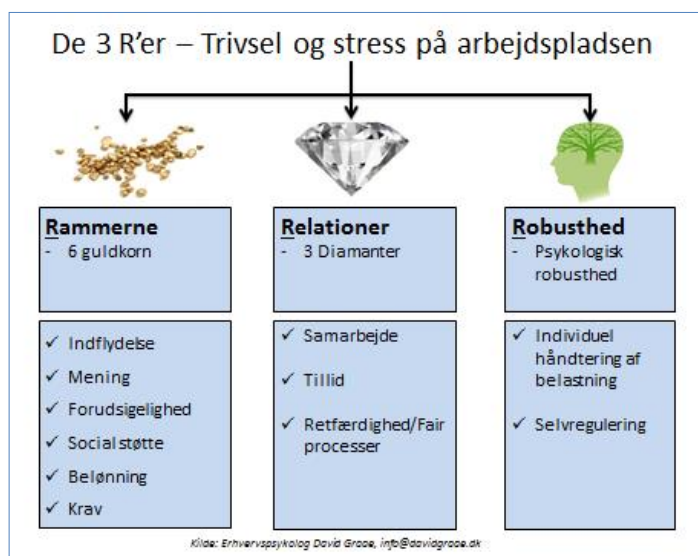 De 3 R'er – Trivsel og stress på arbejdspladsen
Rammerne
- 6 guldkorn
✓ Indflydelse
✓ Mening
✓ Forudsigelighed
✓ Social støtte
✓ Belønning
✓ Krav
Relationer
- 3 Diamanter
✓ Samarbejde
✓ Tillid
✓ Retfærdighed/Fair
processer
Robusthed
- Psykologisk
robusthed
✓ Individuel
håndtering af
belastning
✓ Selvregulering
Kilde: Erhvervspsykolog David Graae, info@davidgraae.dk